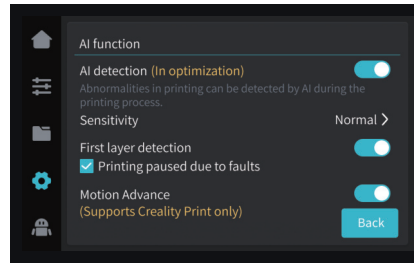 AI function
AI detection (In optimization)
Abnormalities in printing can be detected by AI during the
printing process.
Sensitivity Normal
First layer detection
Printing paused due to faults
Motion Advance
(Supports Creality Print only)
Back